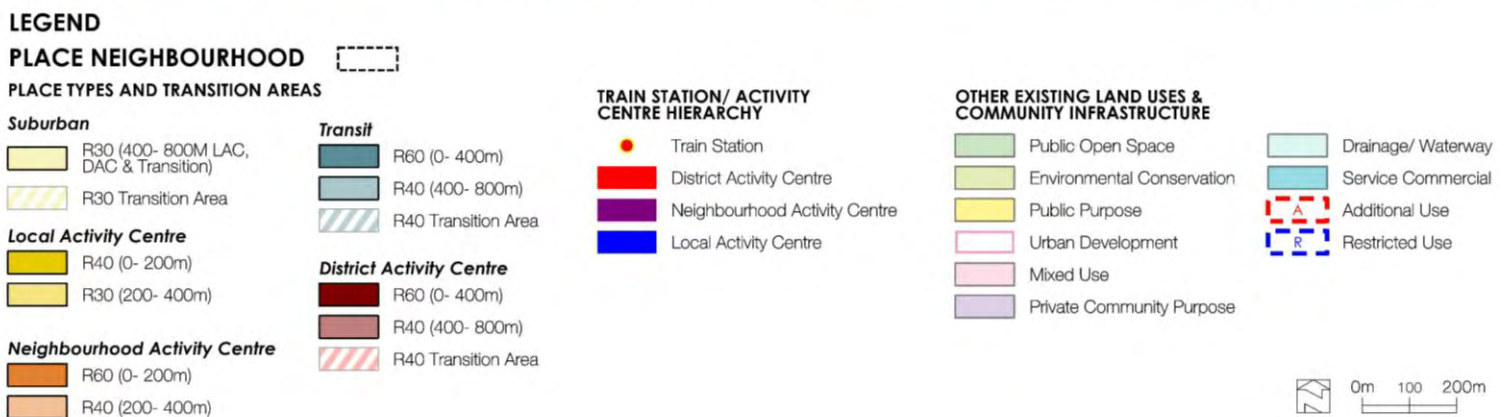 LEGEND
PLACE NEIGHBOURHOOD
PLACE TYPES AND TRANSITION AREAS
Suburban
R30 (400- 800M LAC,
DAC & Transition)
R30 Transition Area
Local Activity Centre
R40 (0- 200m)
R30 (200- 400m)
Neighbourhood Activity Centre
R60 (0- 200m)
R40 (200- 400m)
Transit
R60 (0- 400m)
R40 (400- 800m)
R40 Transition Area
District Activity Centre
R60 (0- 400m)
R40 (400- 800m)
R40 Transition Area
TRAIN STATION/ ACTIVITY
CENTRE HIERARCHY
Train Station
District Activity Centre
Neighbourhood Activity Centre
Local Activity Centre
OTHER EXISTING LAND USES &
COMMUNITY INFRASTRUCTURE
Public Open Space
Environmental Conservation
Public Purpose
Urban Development
Mixed Use
Private Community Purpose
Drainage/ Waterway
Service Commercial
A Additional Use
R Restricted Use
N
0m 100 200m